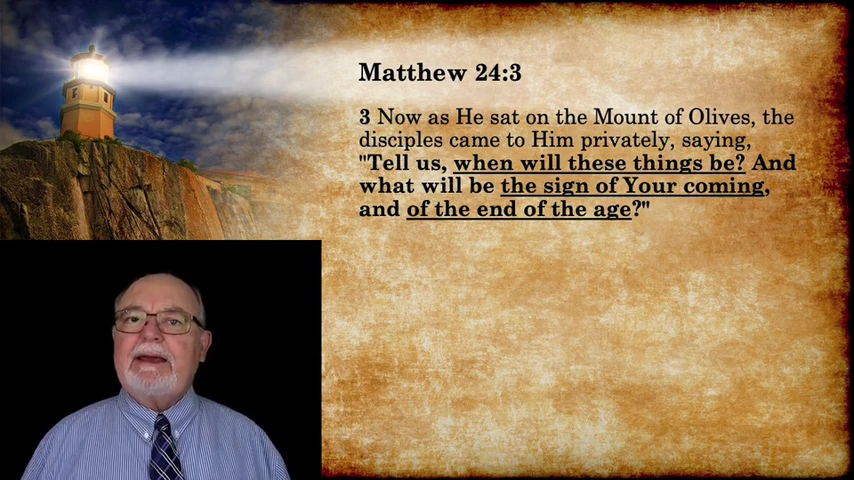 Matthew 24:3
3 Now as He sat on the Mount of Olives, the
disciples came to Him privately, saying,
"Tell us, when will these things be? And
what will be the sign of Your coming,
and of the end of the age?"